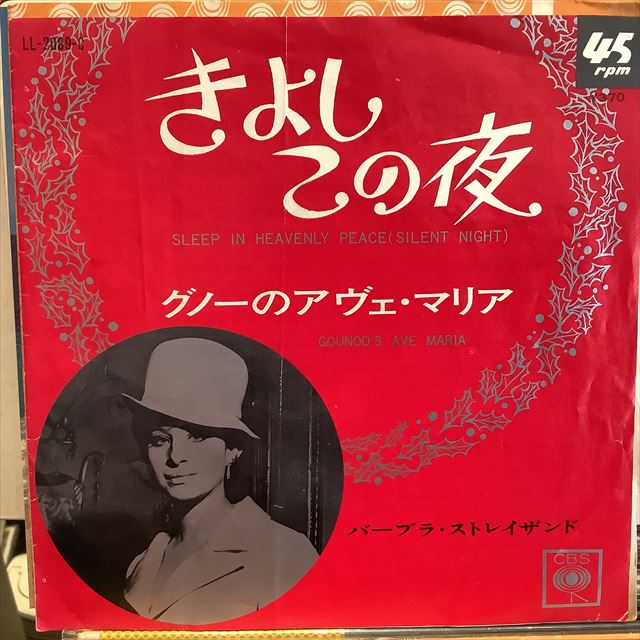 LL-2089-C
45
rpm
きよし
この夜
SLEEP IN HEAVENLY PEACE (SILENT NIGHT)
グノーのアヴェ・マリア
GOUNOD'S AVE MARIA
バーブラ・ストレイザンド
CBS